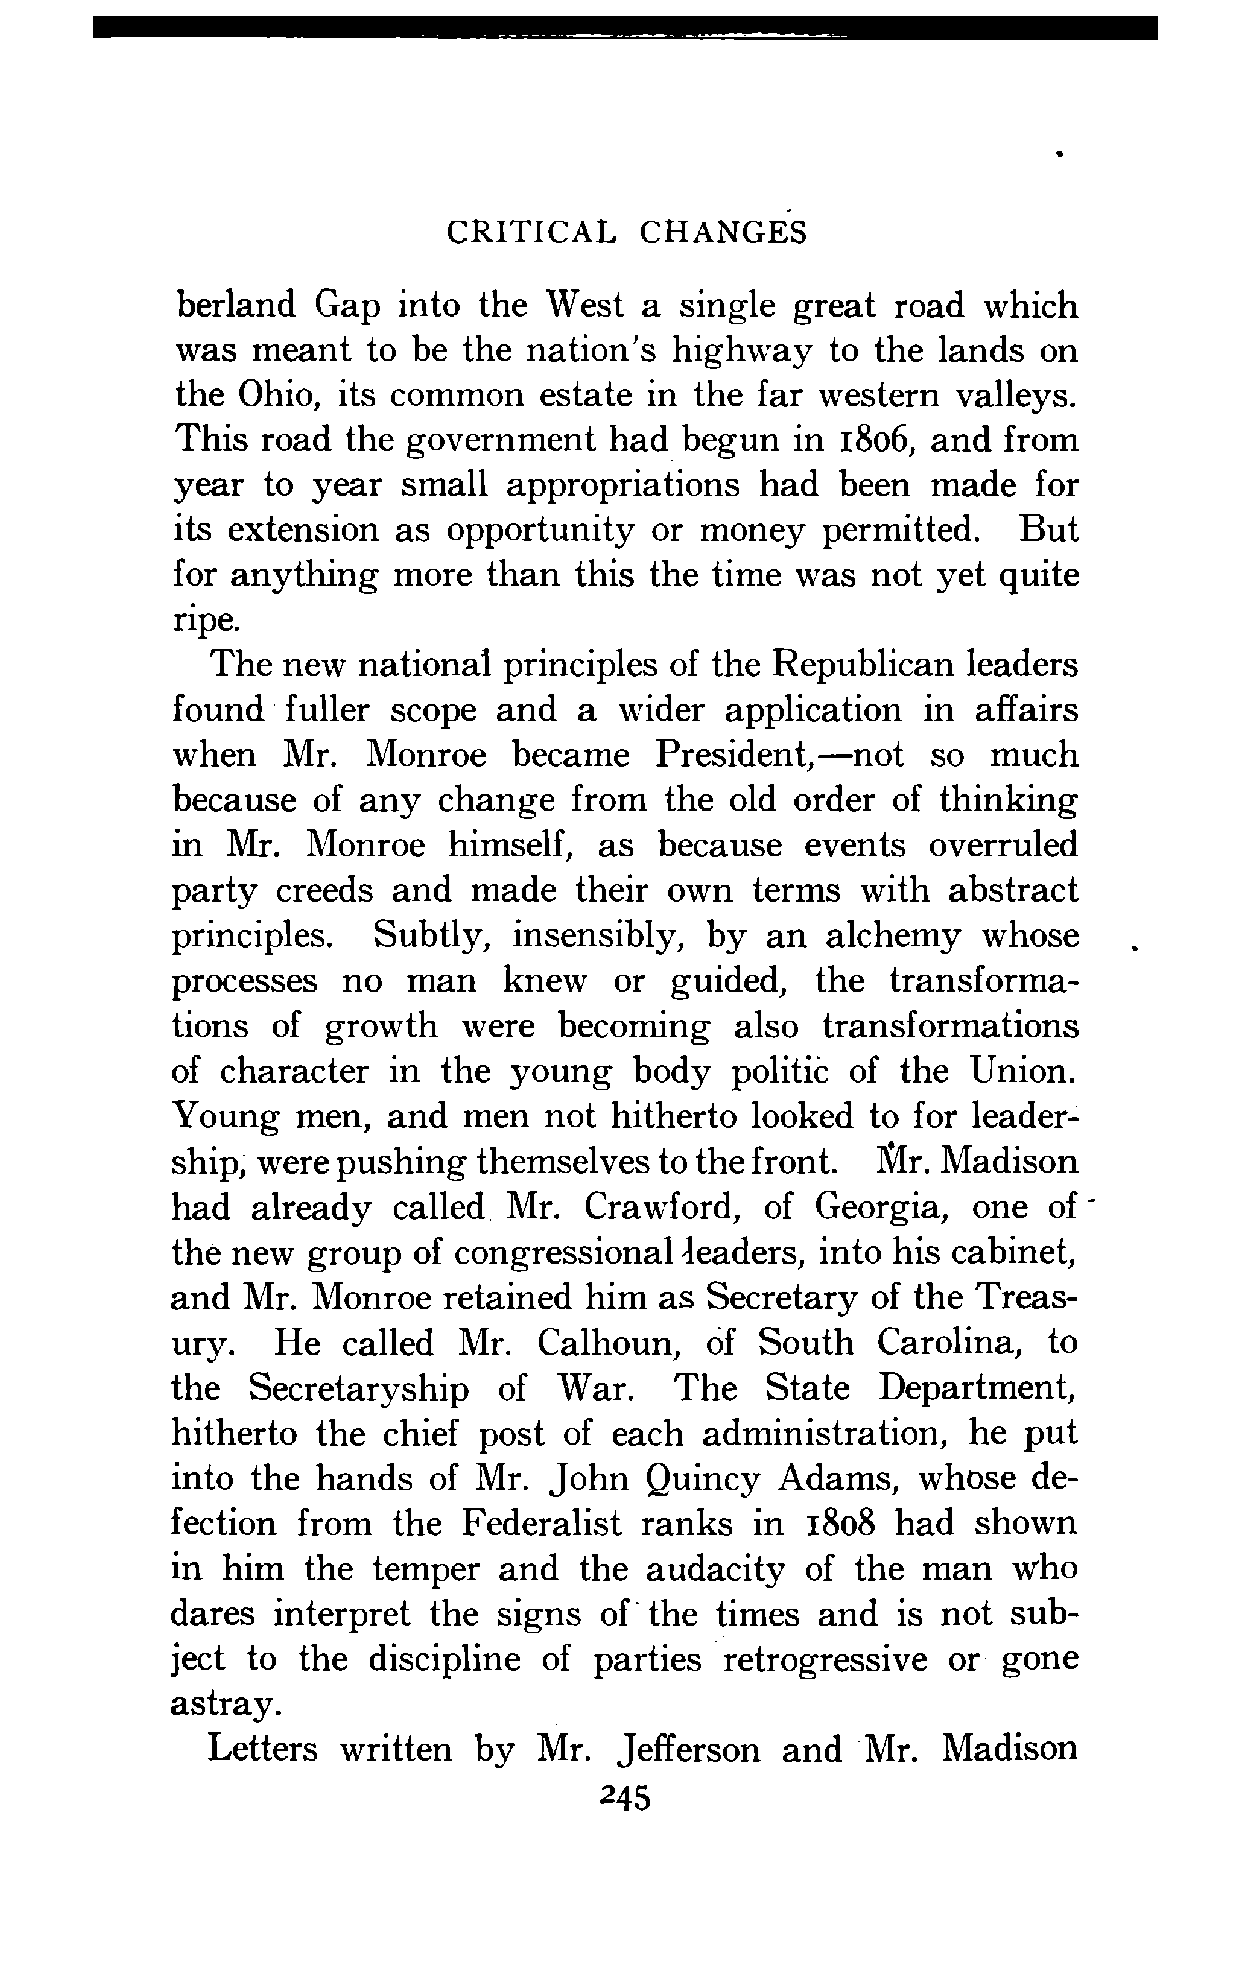 CRITICAL CHANGES
berland Gap into the West a single great road which
was meant to be the nation's highway to the lands on
the Ohio, its common estate in the far western valleys.
This road the government had begun in 1806, and from
year to year small appropriations had been made for
its extension as opportunity or money permitted. But
for anything more than this the time was not yet quite
ripe.
The new national principles of the Republican leaders
found fuller scope and a wider application in affairs
when Mr. Monroe became President,—not so much
because of any change from the old order of thinking
in Mr. Monroe himself, as because events overruled
party creeds and made their own terms with abstract
principles. Subtly, insensibly, by an alchemy whose
processes no man knew or guided, the transforma-
tions of growth were becoming also transformations
of character in the young body politic of the Union.
Young men, and men not hitherto looked to for leader-
ship, were pushing themselves to the front. Mr. Madison
had already called Mr. Crawford, of Georgia, one of
the new group of congressional leaders, into his cabinet,
and Mr. Monroe retained him as Secretary of the Treas-
ury. He called Mr. Calhoun, of South Carolina, to
the Secretaryship of War. The State Department,
hitherto the chief post of each administration, he put
into the hands of Mr. John Quincy Adams, whose de-
fection from the Federalist ranks in 1808 had shown
in him the temper and the audacity of the man who
dares interpret the signs of the times and is not sub-
ject to the discipline of parties retrogressive or gone
astray.
Letters written by Mr. Jefferson and Mr. Madison
245